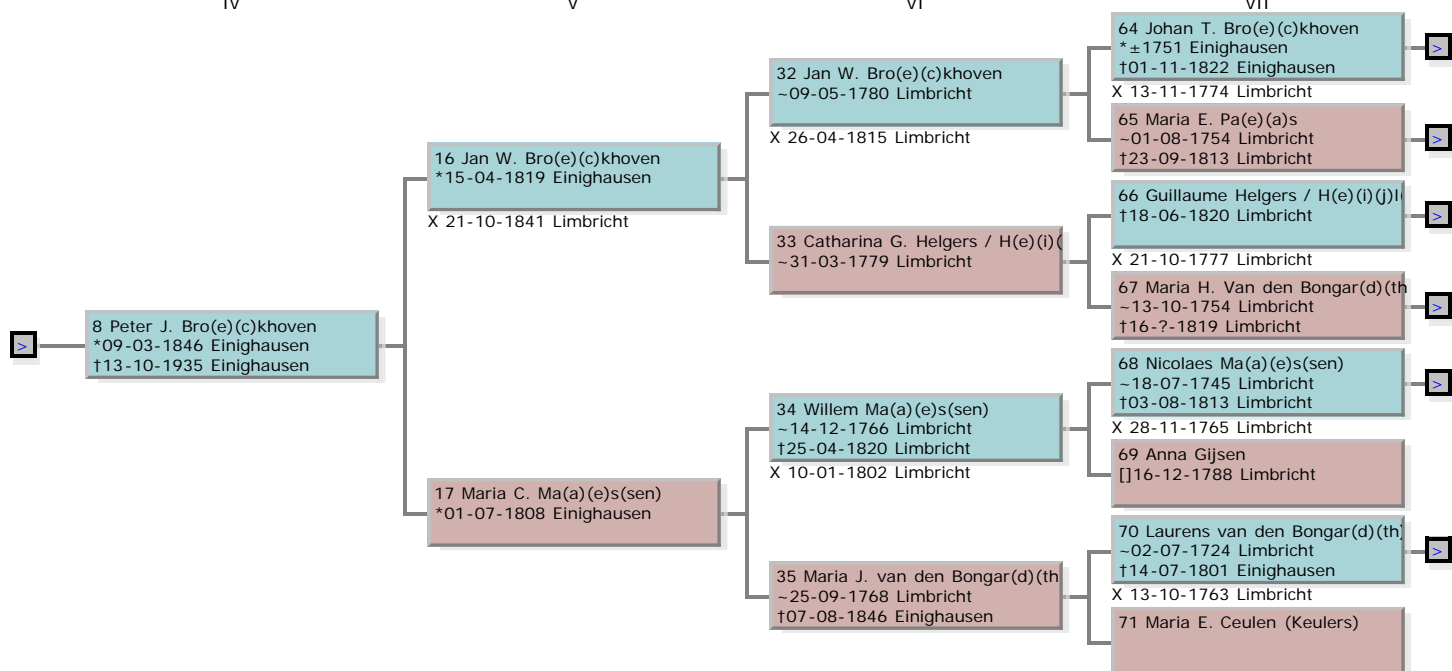 IV
V
VI
VII
>
8 Peter J. Bro(e)(c)khoven
*09-03-1846 Einighausen
†13-10-1935 Einighausen
16 Jan W. Bro(e)(c)khoven
*15-04-1819 Einighausen
X 21-10-1841 Limbricht
17 Maria C. Ma(a)(e)s(sen)
*01-07-1808 Einighausen
32 Jan W. Bro(e)(c)khoven
~09-05-1780 Limbricht
X 26-04-1815 Limbricht
33 Catharina G. Helgers / H(e)(i)(
~31-03-1779 Limbricht
34 Willem Ma(a)(e)s(sen)
~14-12-1766 Limbricht
†25-04-1820 Limbricht
X 10-01-1802 Limbricht
35 Maria J. van den Bongar(d)(th
~25-09-1768 Limbricht
†07-08-1846 Einighausen
64 Johan T. Bro(e)(c)khoven
*±1751 Einighausen
†01-11-1822 Einighausen
>
X 13-11-1774 Limbricht
65 Maria E. Pa(e)(a)s
~01-08-1754 Limbricht
†23-09-1813 Limbricht
>
66 Guillaume Helgers / H(e)(i)(j)l(
†18-06-1820 Limbricht
>
X 21-10-1777 Limbricht
67 Maria H. Van den Bongar(d)(th
~13-10-1754 Limbricht
†16-?-1819 Limbricht
>
68 Nicolaes Ma(a)(e)s(sen)
~18-07-1745 Limbricht
†03-08-1813 Limbricht
>
X 28-11-1765 Limbricht
69 Anna Gijsen
[]16-12-1788 Limbricht
70 Laurens van den Bongar(d)(th)
~02-07-1724 Limbricht
†14-07-1801 Einighausen
>
X 13-10-1763 Limbricht
71 Maria E. Ceulen (Keulers)